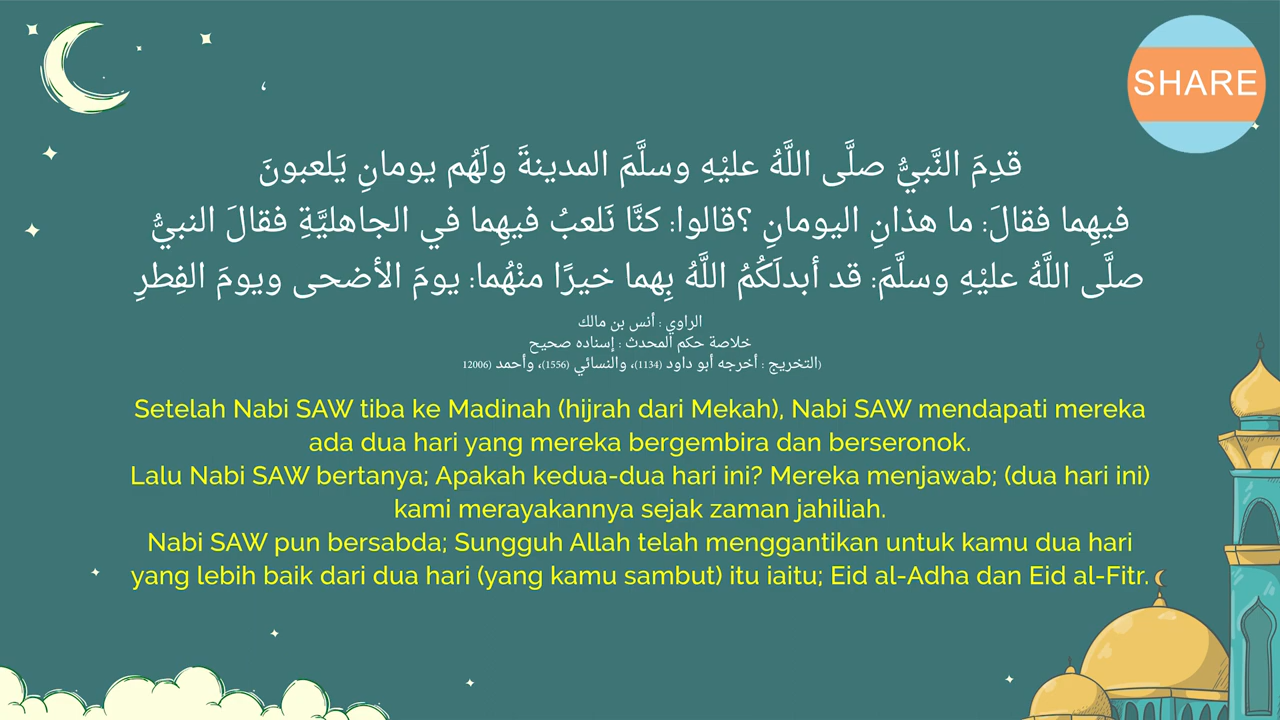 SHARE
،
قدِمَ النَّبيُّ صلَّى اللَّهُ عليْهِ وسلَّمَ المدينةَ ولَهُم يومانِ يَلعبونَ
فيهِما فقالَ: ما هذانِ اليومانِ ؟قالوا: كنَّا نَلعبُ فيهِما في الجاهليَّةِ فقالَ النبيُّ
صلَّى اللَّهُ عليْهِ وسلَّمَ: قد أبدلَكُمُ اللَّهُ بِهما خيرًا منْهُما: يومَ الأضحى ويومَ الفِطرِ
الراوي : أنس بن مالك
خلاصة حكم المحدث : إسناده صحيح
(التخريج : أخرجه أبو داود (1134)، والنسائي (1556)، وأحمد (12006
Setelah Nabi SAW tiba ke Madinah (hijrah dari Mekah), Nabi SAW mendapati mereka
ada dua hari yang mereka bergembira dan berseronok.
Lalu Nabi SAW bertanya; Apakah kedua-dua hari ini? Mereka menjawab; (dua hari ini)
kami merayakannya sejak zaman jahiliah.
Nabi SAW pun bersabda; Sungguh Allah telah menggantikan untuk kamu dua hari
yang lebih baik dari dua hari (yang kamu sambut) itu iaitu; Eid al-Adha dan Eid al-Fitr.